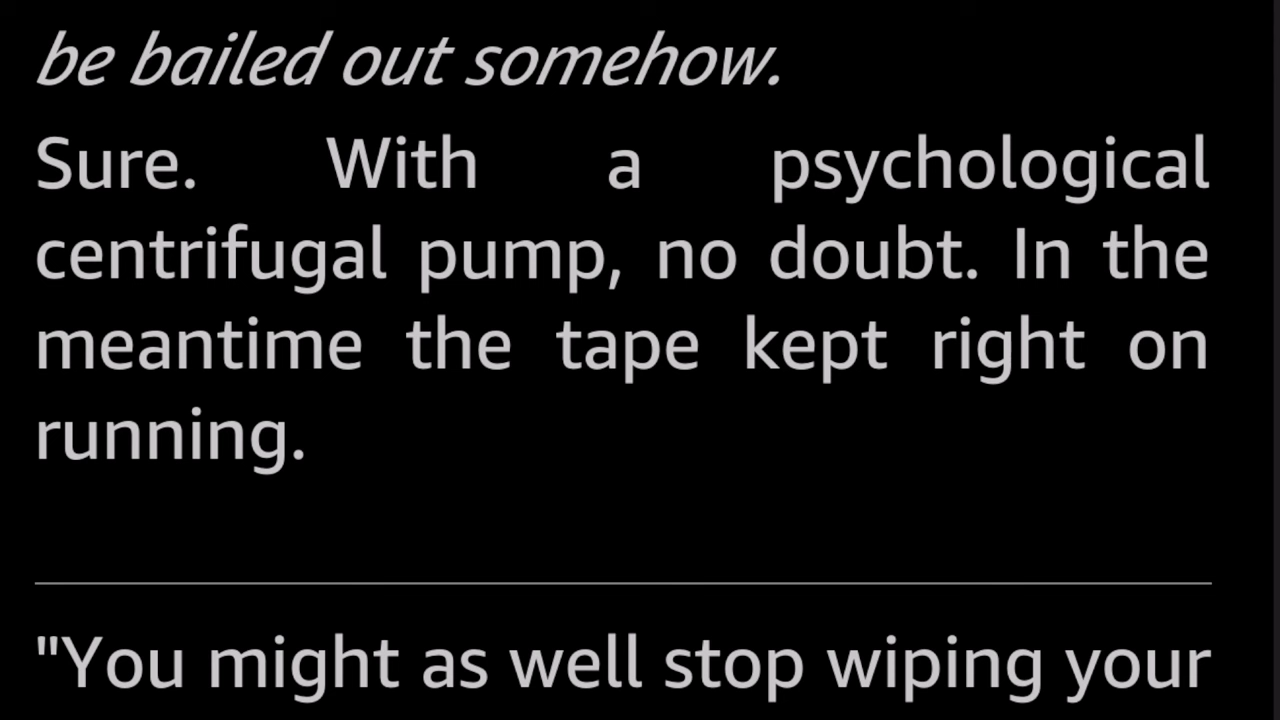 be bailed out somehow.
Sure. With a psychological
centrifugal pump, no doubt. In the
meantime the tape kept right on
running.
"You might as well stop wiping your